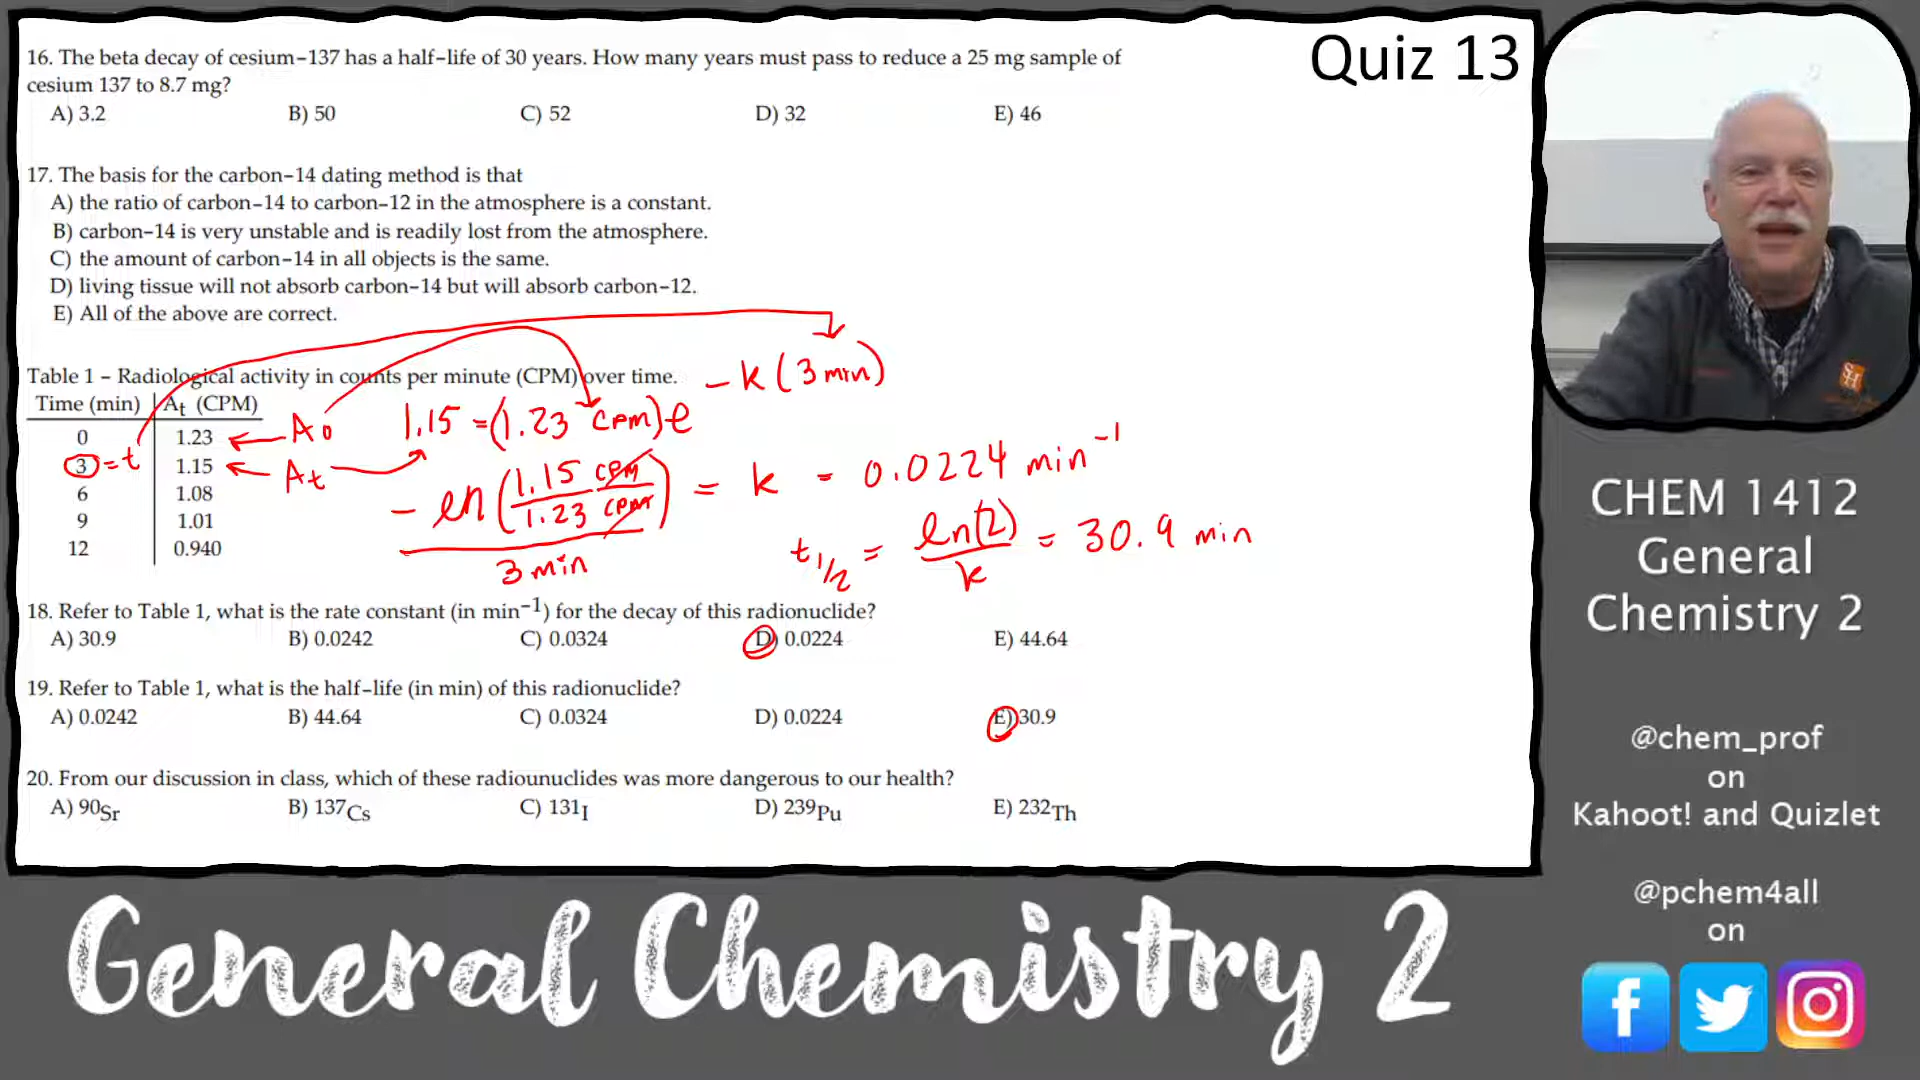 Quiz 13
16. The beta decay of cesium-137 has a half-life of 30 years. How many years must pass to reduce a 25 mg sample of
cesium 137 to 8.7 mg?
A) 3.2 B) 50 C) 52 D) 32 E) 46
17. The basis for the carbon-14 dating method is that
A) the ratio of carbon-14 to carbon-12 in the atmosphere is a constant.
B) carbon-14 is very unstable and is readily lost from the atmosphere.
C) the amount of carbon-14 in all objects is the same.
D) living tissue will not absorb carbon-14 but will absorb carbon-12.
E) All of the above are correct.
Table 1 - Radiological activity in counts per minute (CPM) over time.
Time (min) At (CPM)
0 1.23
3 1.15
6 1.08
9 1.01
12 0.940
= t
A0
At
1.15 = (1.23 CPM) e - k (3 min)
- ln (1.15 CPM / 1.23 CPM) / 3 min = k = 0.0224 min-1
t1/2 = ln(2) / k = 30.9 min
18. Refer to Table 1, what is the rate constant (in min-1) for the decay of this radionuclide?
A) 30.9 B) 0.0242 C) 0.0324 D) 0.0224 E) 44.64
19. Refer to Table 1, what is the half-life (in min) of this radionuclide?
A) 0.0242 B) 44.64 C) 0.0324 D) 0.0224 E) 30.9
20. From our discussion in class, which of these radiounuclides was more dangerous to our health?
A) 90Sr B) 137Cs C) 131I D) 239Pu E) 232Th
General Chemistry 2
CHEM 1412
General
Chemistry 2
@chem_prof
on
Kahoot! and Quizlet
@pchem4all
on